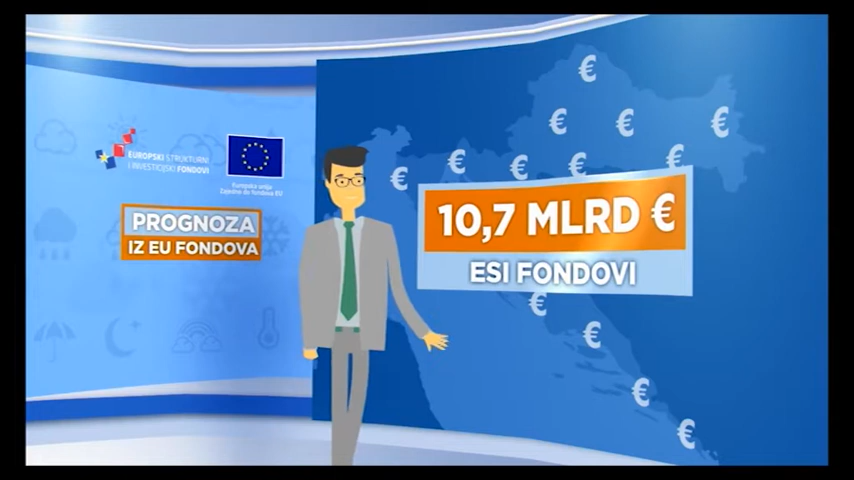 EUROPSKI STRUKTURNI
I INVESTICIJSKI FONDOVI
Europska unija
Zajedno do fondova EU
PROGNOZA
IZ EU FONDOVA
€
€
€
€
€
€
€
€
€
10,7 MLRD €
ESI FONDOVI
€
€
€
€